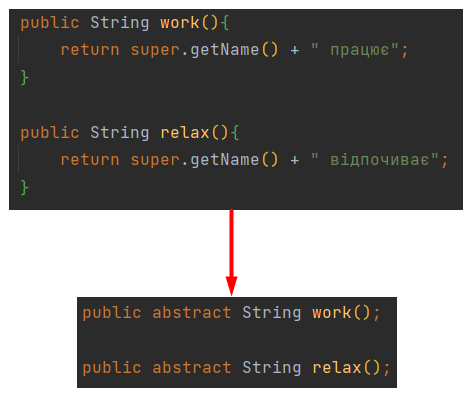 public String work(){
return super.getName() + " працює";
}
public String relax(){
return super.getName() + " відпочиває";
}
public abstract String work();
public abstract String relax();